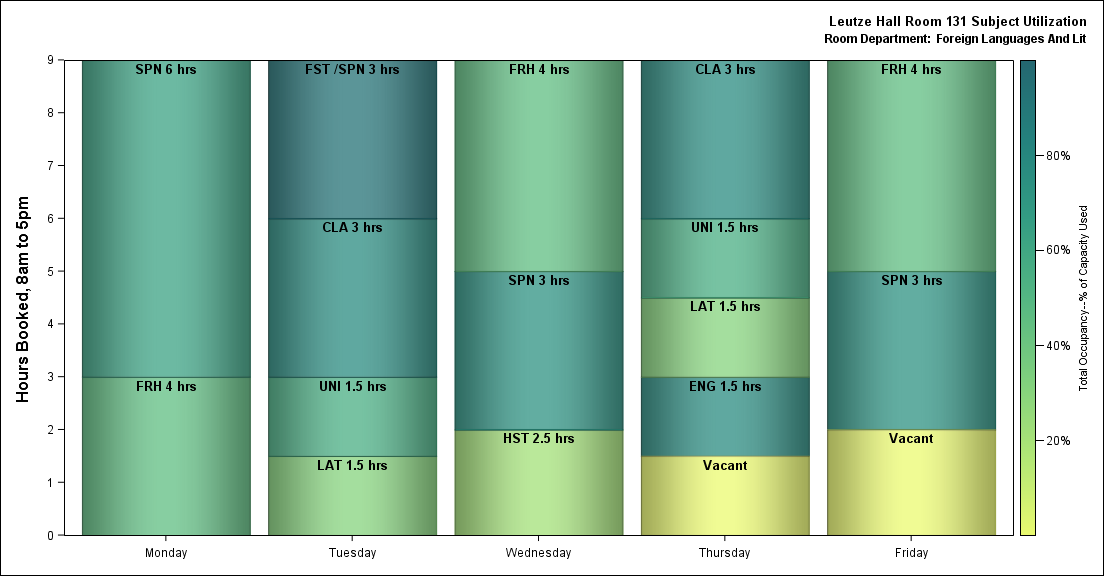 Leutze Hall Room 131 Subject Utilization
Room Department: Foreign Languages And Lit
Hours Booked, 8am to 5pm
9
8
7
6
5
4
3
2
1
0
SPN 6 hrs
FRH 4 hrs
FST /SPN 3 hrs
CLA 3 hrs
UNI 1.5 hrs
LAT 1.5 hrs
FRH 4 hrs
SPN 3 hrs
HST 2.5 hrs
CLA 3 hrs
UNI 1.5 hrs
LAT 1.5 hrs
ENG 1.5 hrs
Vacant
FRH 4 hrs
SPN 3 hrs
Vacant
Monday
Tuesday
Wednesday
Thursday
Friday
80%
60%
40%
20%
Total Occupancy--% of Capacity Used